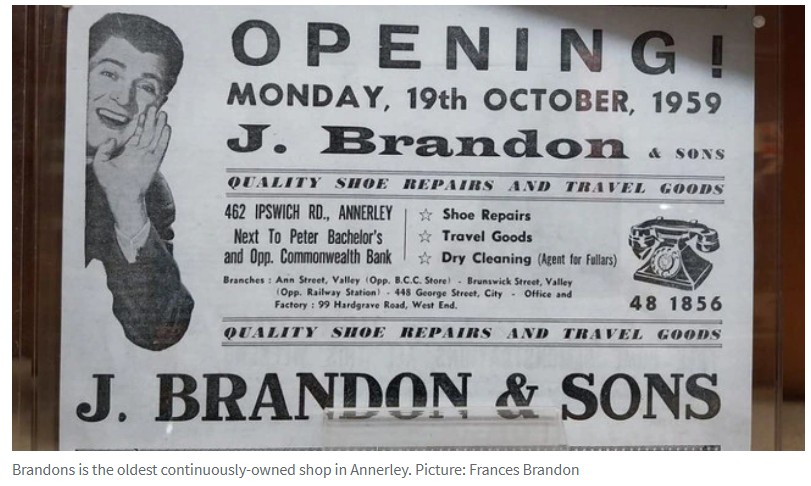 OPENING!
MONDAY, 19th OCTOBER, 1959
J. Brandon & SONS
QUALITY SHOE REPAIRS AND TRAVEL GOODS
462 IPSWICH RD., ANNERLEY
Next To Peter Bachelor's
and Opp. Commonwealth Bank
☆ Shoe Repairs
☆ Travel Goods
☆ Dry Cleaning (Agent for Fullars)
Branches : Ann Street, Valley (Opp. B.C.C. Store) - Brunswick Street, Valley
(Opp. Railway Station) - 448 George Street, City - Office and
Factory : 99 Hardgrave Road, West End.
48 1856
QUALITY SHOE REPAIRS AND TRAVEL GOODS
J. BRANDON & SONS
Brandons is the oldest continuously-owned shop in Annerley. Picture: Frances Brandon